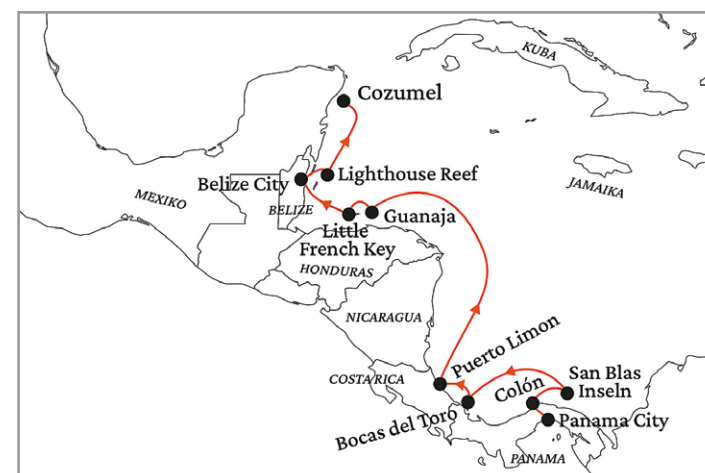 KUBA
Cozumel
Lighthouse Reef
Belize City
JAMAIKA
MEXIKO
BELIZE
Guanaja
Little
French Key
HONDURAS
NICARAGUA
Puerto Limon
COSTA RICA
San Blas
Inseln
Colón
Bocas del Toro
Panama City
PANAMA